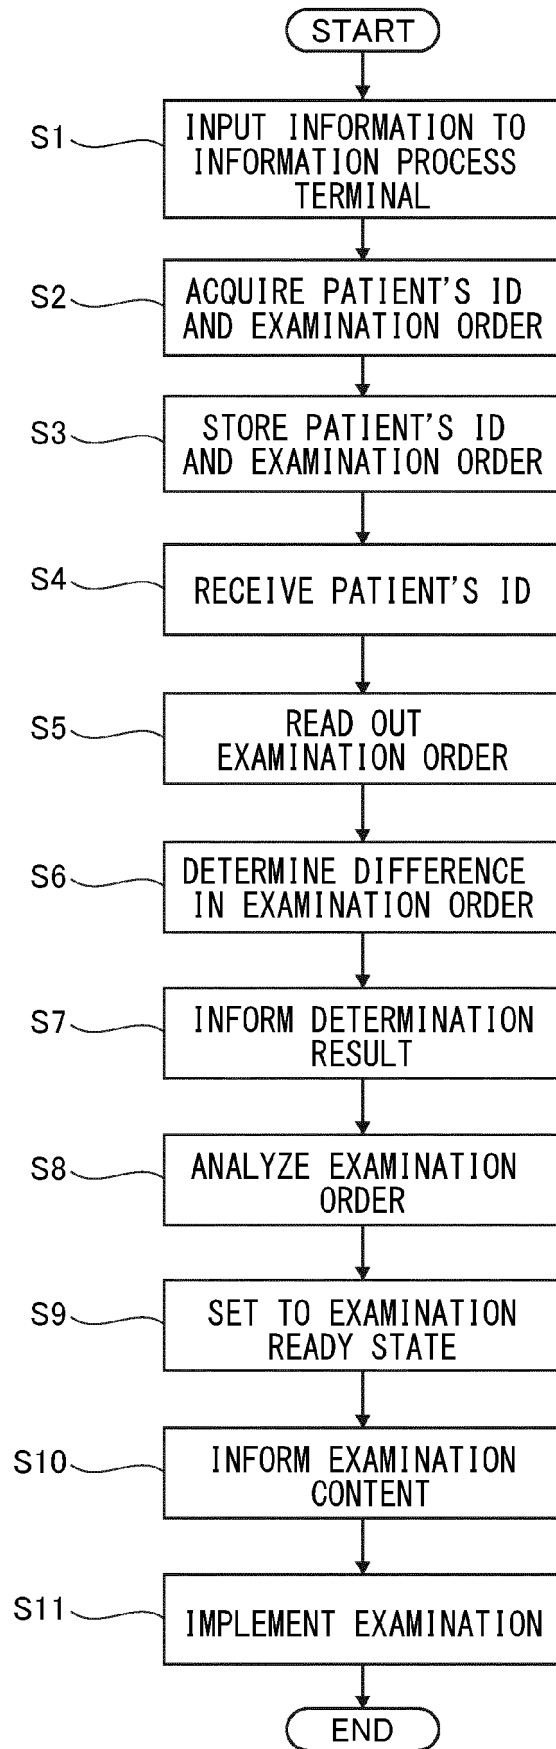 START
S1
INPUT INFORMATION TO
INFORMATION PROCESS
TERMINAL
S2
ACQUIRE PATIENT'S ID
AND EXAMINATION ORDER
S3
STORE PATIENT'S ID
AND EXAMINATION ORDER
S4
RECEIVE PATIENT'S ID
S5
READ OUT
EXAMINATION ORDER
S6
DETERMINE DIFFERENCE
IN EXAMINATION ORDER
S7
INFORM DETERMINATION
RESULT
S8
ANALYZE EXAMINATION
ORDER
S9
SET TO EXAMINATION
READY STATE
S10
INFORM EXAMINATION
CONTENT
S11
IMPLEMENT EXAMINATION
END